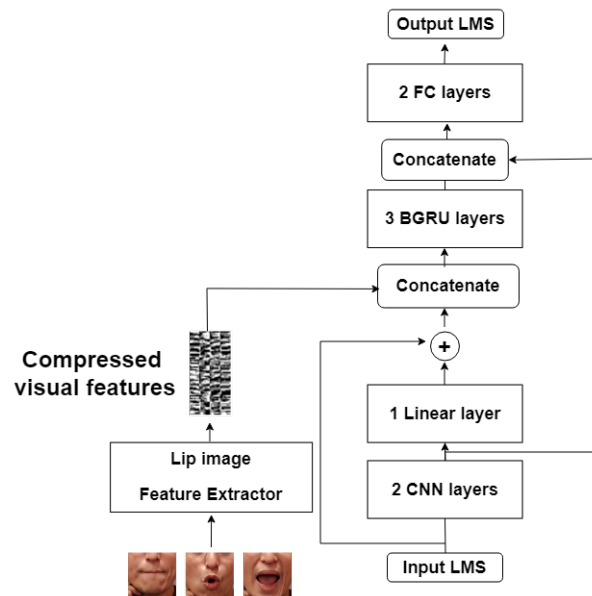 Output LMS
2 FC layers
Concatenate
3 BGRU layers
Concatenate
+
Compressed
visual features
1 Linear layer
Lip image
Feature Extractor
2 CNN layers
Input LMS